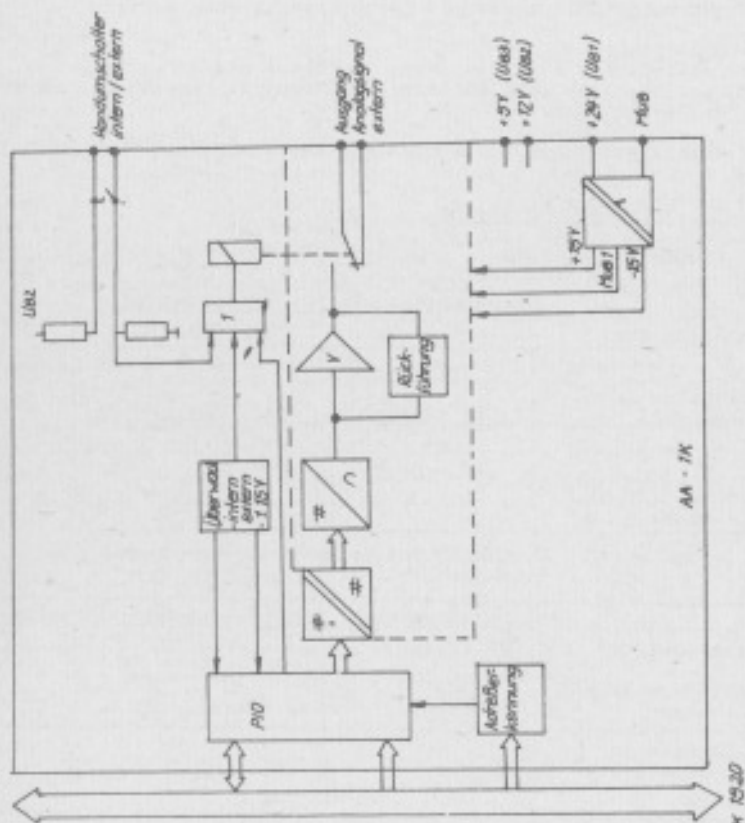 Handumschalter
intern / extern
UB2
1
Ausgang
Analogsignal
extern
+5V (UB3)
+12V (UB2)
+24V (UB1)
MUB
+15V
MUB1
-15V
Überwach
-intern
extern
V
Rück-
führung
#
#
#
PIO
Adreßer-
kennung
AA - 1K
K 1520